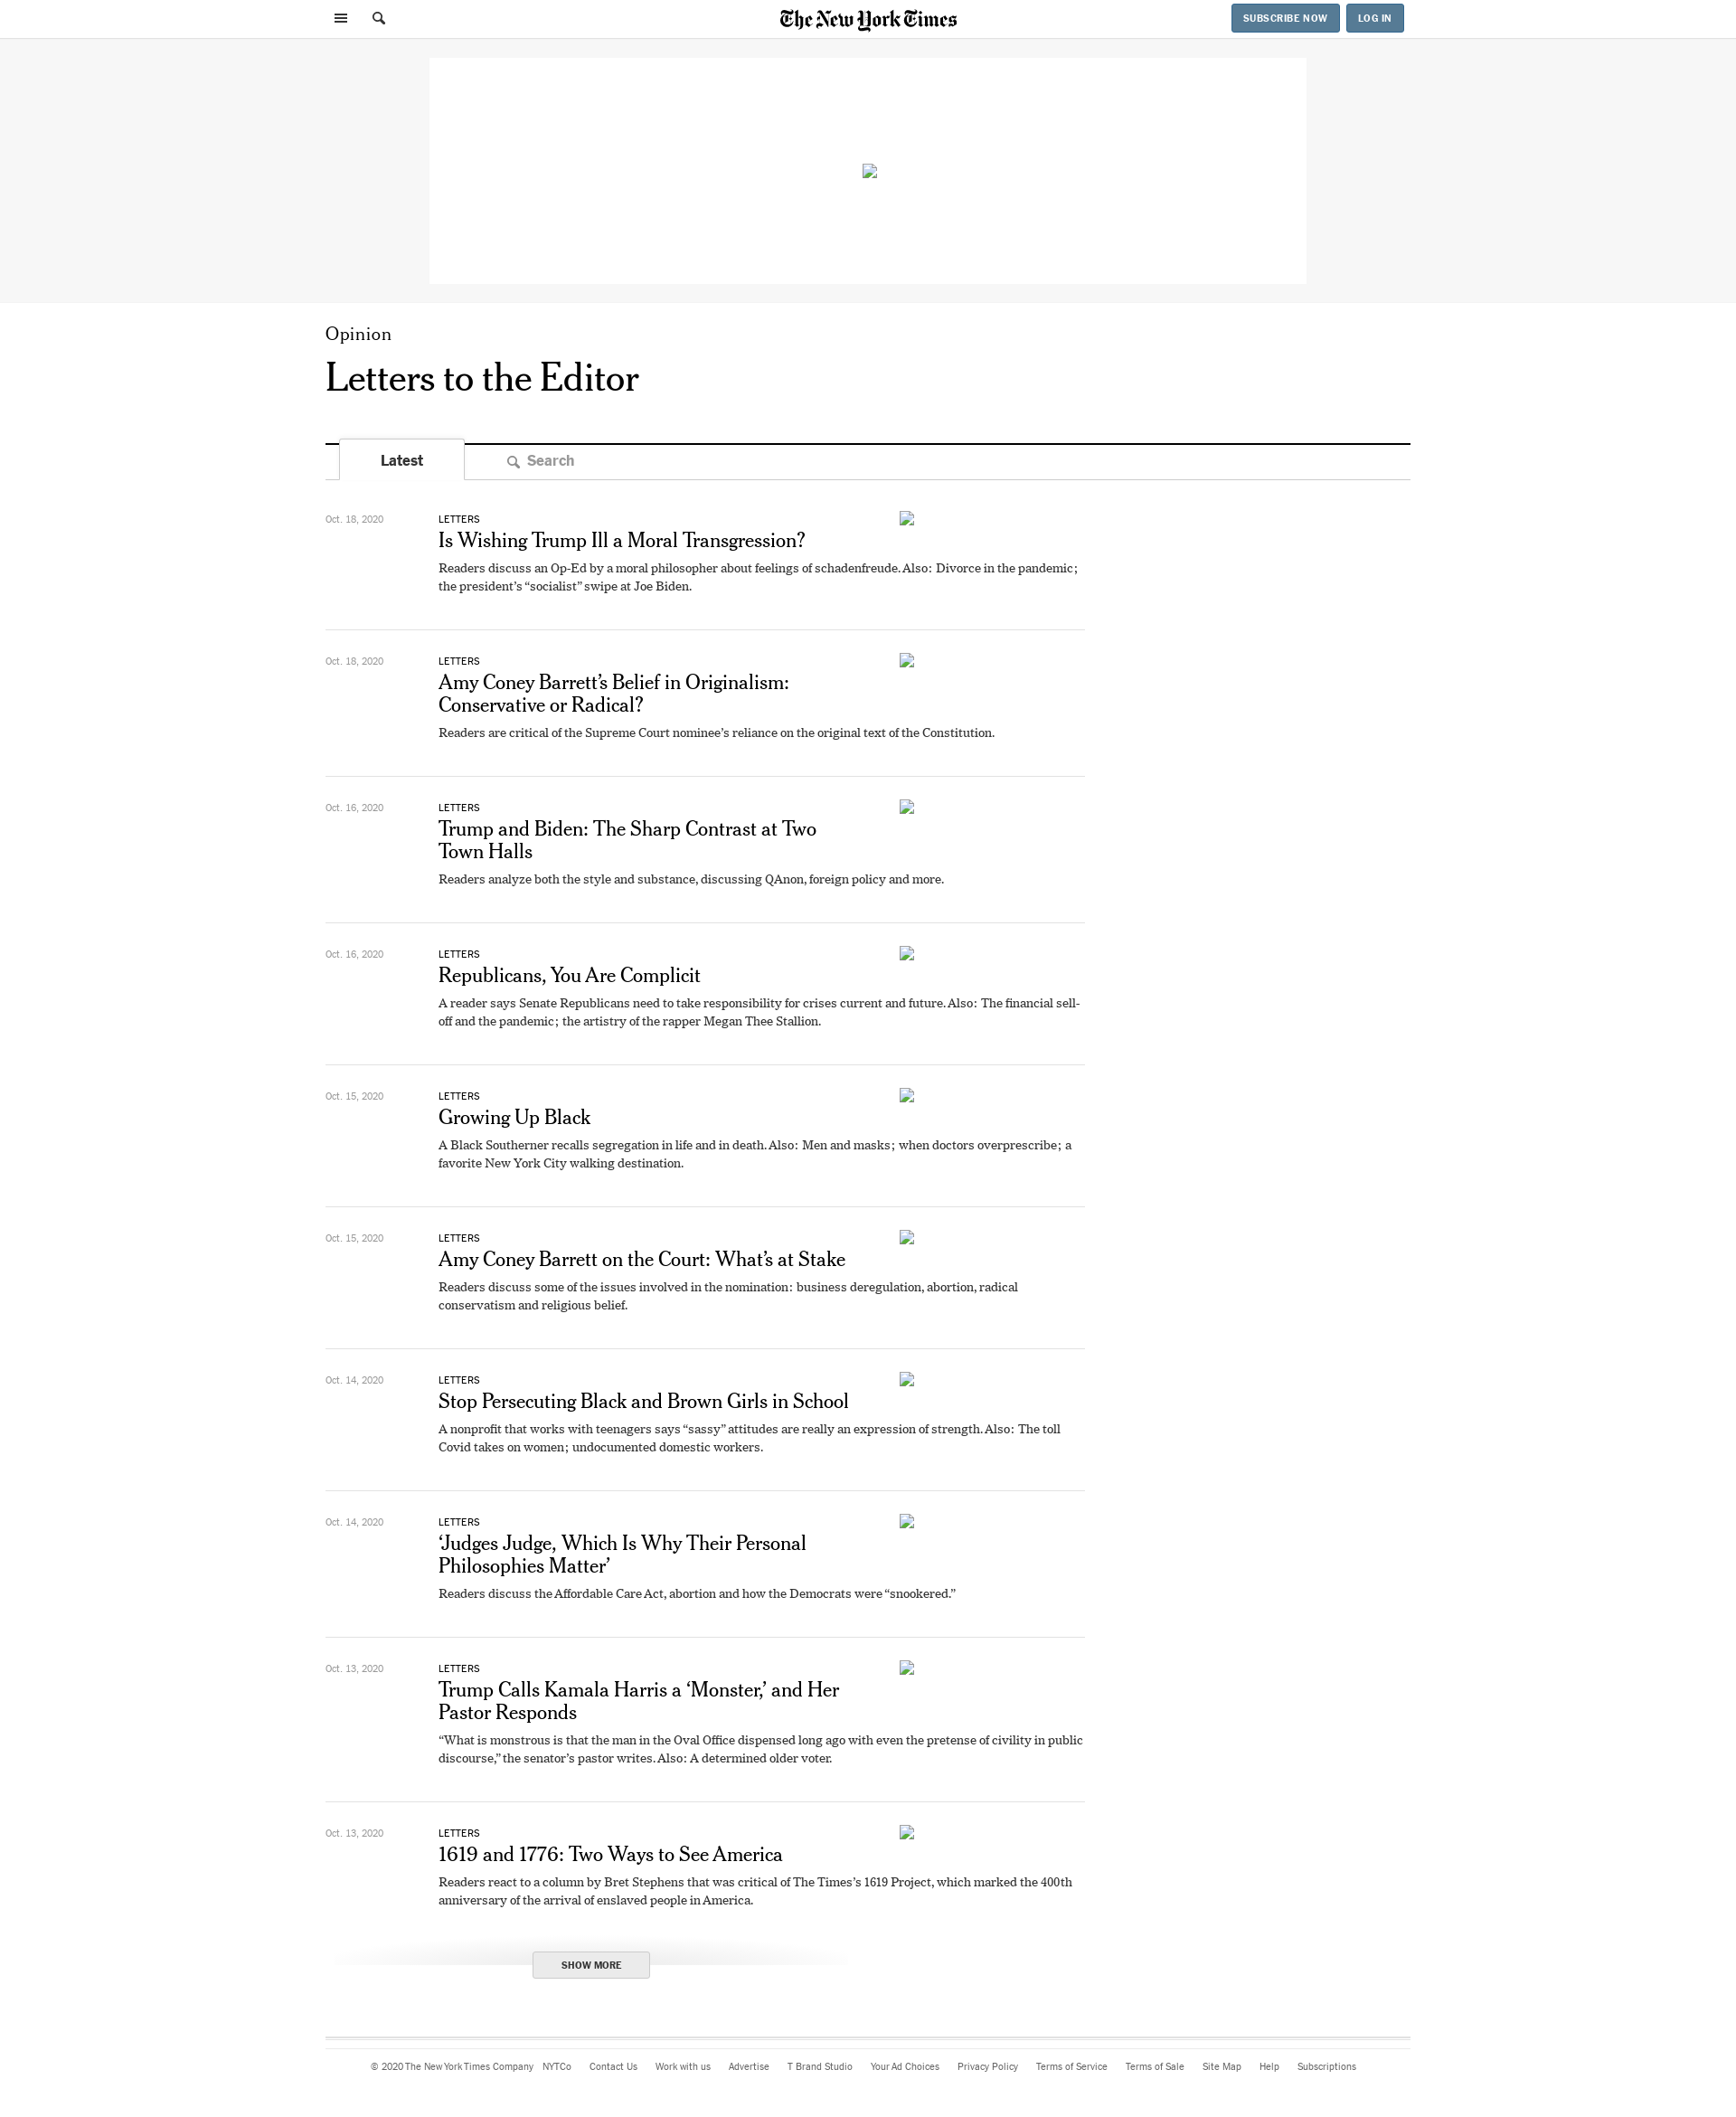 The New York Times
SUBSCRIBE NOW
LOG IN
Opinion
Letters to the Editor
Latest
Search
Oct. 18, 2020
LETTERS
Is Wishing Trump Ill a Moral Transgression?
Readers discuss an Op-Ed by a moral philosopher about feelings of schadenfreude. Also: Divorce in the pandemic;
the president’s “socialist” swipe at Joe Biden.
Oct. 18, 2020
LETTERS
Amy Coney Barrett’s Belief in Originalism:
Conservative or Radical?
Readers are critical of the Supreme Court nominee’s reliance on the original text of the Constitution.
Oct. 16, 2020
LETTERS
Trump and Biden: The Sharp Contrast at Two
Town Halls
Readers analyze both the style and substance, discussing QAnon, foreign policy and more.
Oct. 16, 2020
LETTERS
Republicans, You Are Complicit
A reader says Senate Republicans need to take responsibility for crises current and future. Also: The financial sell-
off and the pandemic; the artistry of the rapper Megan Thee Stallion.
Oct. 15, 2020
LETTERS
Growing Up Black
A Black Southerner recalls segregation in life and in death. Also: Men and masks; when doctors overprescribe; a
favorite New York City walking destination.
Oct. 15, 2020
LETTERS
Amy Coney Barrett on the Court: What’s at Stake
Readers discuss some of the issues involved in the nomination: business deregulation, abortion, radical
conservatism and religious belief.
Oct. 14, 2020
LETTERS
Stop Persecuting Black and Brown Girls in School
A nonprofit that works with teenagers says “sassy” attitudes are really an expression of strength. Also: The toll
Covid takes on women; undocumented domestic workers.
Oct. 14, 2020
LETTERS
‘Judges Judge, Which Is Why Their Personal
Philosophies Matter’
Readers discuss the Affordable Care Act, abortion and how the Democrats were “snookered.”
Oct. 13, 2020
LETTERS
Trump Calls Kamala Harris a ‘Monster,’ and Her
Pastor Responds
“What is monstrous is that the man in the Oval Office dispensed long ago with even the pretense of civility in public
discourse,” the senator’s pastor writes. Also: A determined older voter.
Oct. 13, 2020
LETTERS
1619 and 1776: Two Ways to See America
Readers react to a column by Bret Stephens that was critical of The Times’s 1619 Project, which marked the 400th
anniversary of the arrival of enslaved people in America.
SHOW MORE
© 2020 The New York Times Company NYTCo Contact Us Work with us Advertise T Brand Studio Your Ad Choices Privacy Policy Terms of Service Terms of Sale Site Map Help Subscriptions